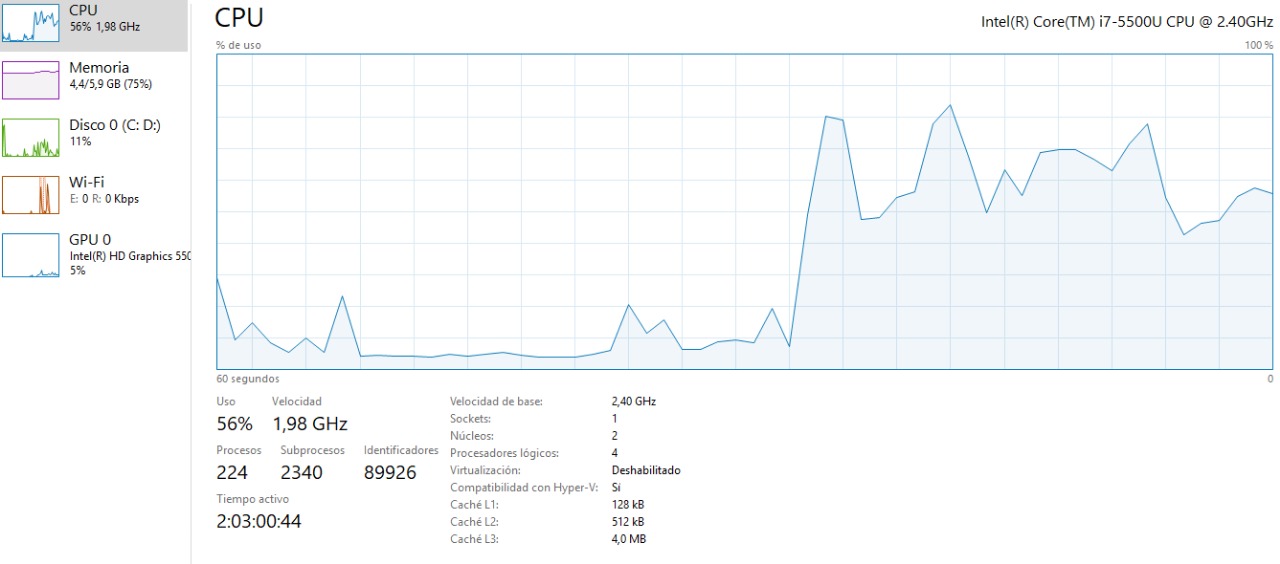 CPU
56% 1,98 GHz
Memoria
4,4/5,9 GB (75%)
Disco 0 (C: D:)
11%
Wi-Fi
E: 0 R: 0 Kbps
GPU 0
Intel(R) HD Graphics 550
5%
CPU
Intel(R) Core(TM) i7-5500U CPU @ 2.40GHz
% de uso
100 %
60 segundos
0
Uso
Velocidad
56%
1,98 GHz
Procesos
Subprocesos
Identificadores
224
2340
89926
Tiempo activo
2:03:00:44
Velocidad de base: 2,40 GHz
Sockets: 1
Núcleos: 2
Procesadores lógicos: 4
Virtualización: Deshabilitado
Compatibilidad con Hyper-V: Sí
Caché L1: 128 kB
Caché L2: 512 kB
Caché L3: 4,0 MB